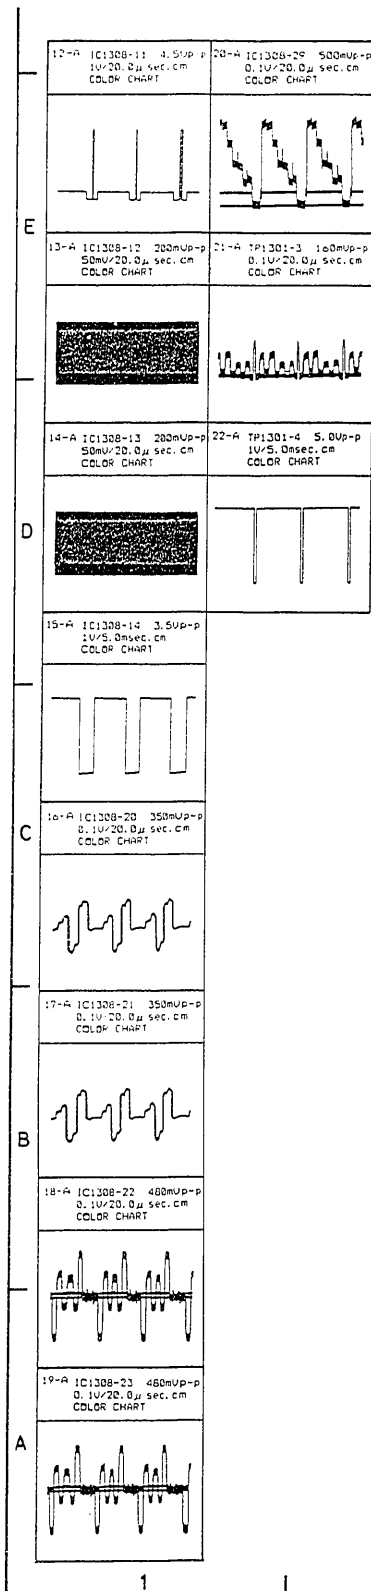 12-A IC1308-11 4.5Vp-p
1V/20.0μ sec.cm
COLOR CHART
20-A IC1308-29 500mVp-p
0.1V/20.0μ sec.cm
COLOR CHART
E
13-A IC1308-12 200mVp-p
50mV/20.0μ sec.cm
COLOR CHART
21-A TP1301-3 160mVp-p
0.1V/20.0μ sec.cm
COLOR CHART
14-A IC1308-13 200mVp-p
50mV/20.0μ sec.cm
COLOR CHART
22-A TP1301-4 5.0Vp-p
1V/5.0msec.cm
COLOR CHART
D
15-A IC1308-14 3.5Vp-p
1V/5.0msec.cm
COLOR CHART
16-A IC1308-20 350mVp-p
0.1V/20.0μ sec.cm
COLOR CHART
C
17-A IC1308-21 350mVp-p
0.1V/20.0μ sec.cm
COLOR CHART
B
18-A IC1308-22 480mVp-p
0.1V/20.0μ sec.cm
COLOR CHART
19-A IC1308-23 460mVp-p
0.1V/20.0μ sec.cm
COLOR CHART
A
1